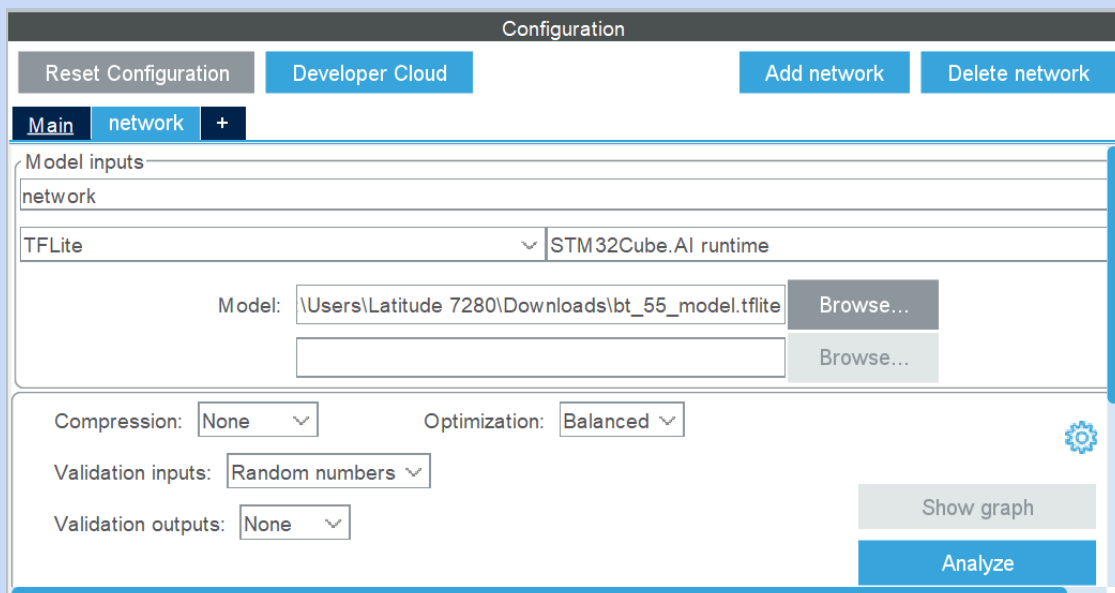 Configuration
Reset Configuration Developer Cloud Add network Delete network
Main network +
Model inputs
network
TFLite STM32Cube.AI runtime
Model: \Users\Latitude 7280\Downloads\bt_55_model.tflite Browse...
Browse...
Compression: None Optimization: Balanced
Validation inputs: Random numbers
Validation outputs: None
Show graph
Analyze